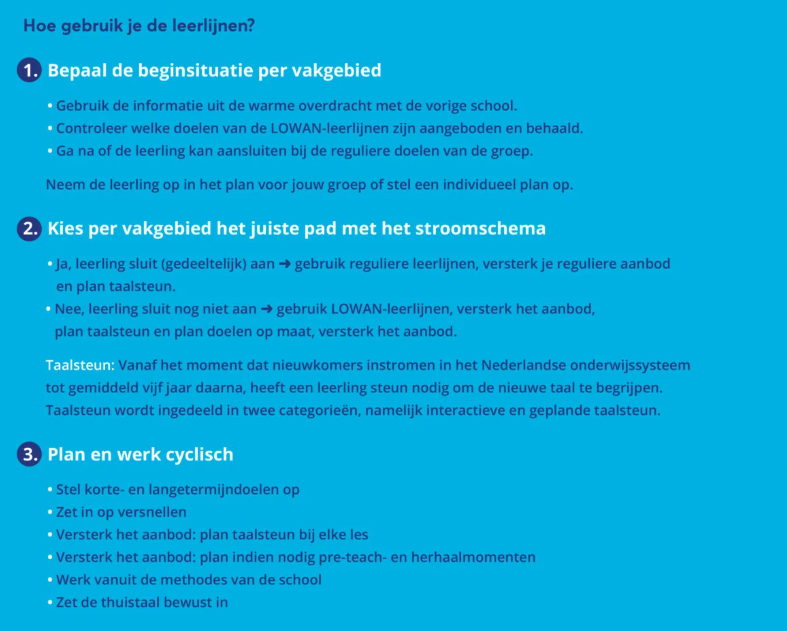 Hoe gebruik je de leerlijnen?
1. Bepaal de beginsituatie per vakgebied
• Gebruik de informatie uit de warme overdracht met de vorige school.
• Controleer welke doelen van de LOWAN-leerlijnen zijn aangeboden en behaald.
• Ga na of de leerling kan aansluiten bij de reguliere doelen van de groep.
Neem de leerling op in het plan voor jouw groep of stel een individueel plan op.
2. Kies per vakgebied het juiste pad met het stroomschema
• Ja, leerling sluit (gedeeltelijk) aan ➔ gebruik reguliere leerlijnen, versterk je reguliere aanbod
en plan taalsteun.
• Nee, leerling sluit nog niet aan ➔ gebruik LOWAN-leerlijnen, versterk het aanbod,
plan taalsteun en plan doelen op maat, versterk het aanbod.
Taalsteun: Vanaf het moment dat nieuwkomers instromen in het Nederlandse onderwijssysteem
tot gemiddeld vijf jaar daarna, heeft een leerling steun nodig om de nieuwe taal te begrijpen.
Taalsteun wordt ingedeeld in twee categorieën, namelijk interactieve en geplande taalsteun.
3. Plan en werk cyclisch
• Stel korte- en langetermijndoelen op
• Zet in op versnellen
• Versterk het aanbod: plan taalsteun bij elke les
• Versterk het aanbod: plan indien nodig pre-teach- en herhaalmomenten
• Werk vanuit de methodes van de school
• Zet de thuistaal bewust in